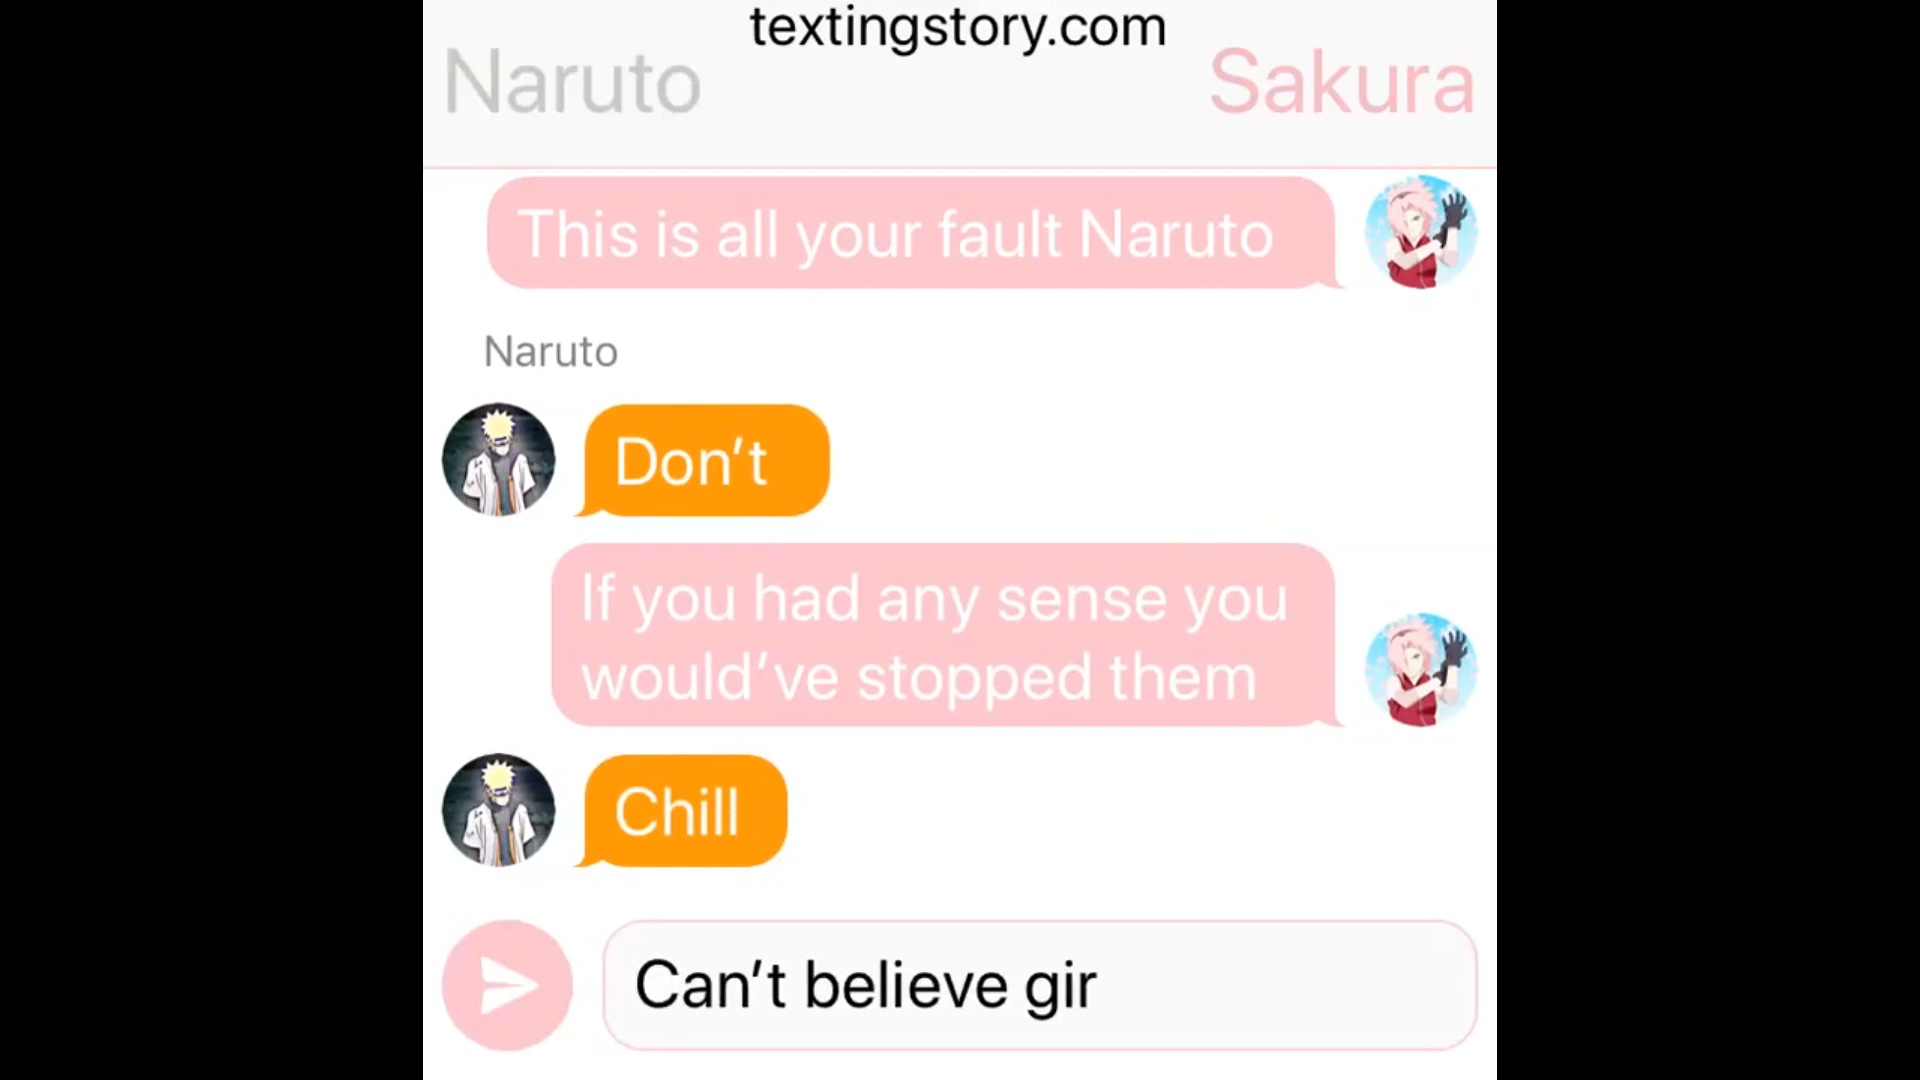 textingstory.com
Naruto
Sakura
This is all your fault Naruto
Naruto
Don’t
If you had any sense you
would’ve stopped them
Chill
Can’t believe gir